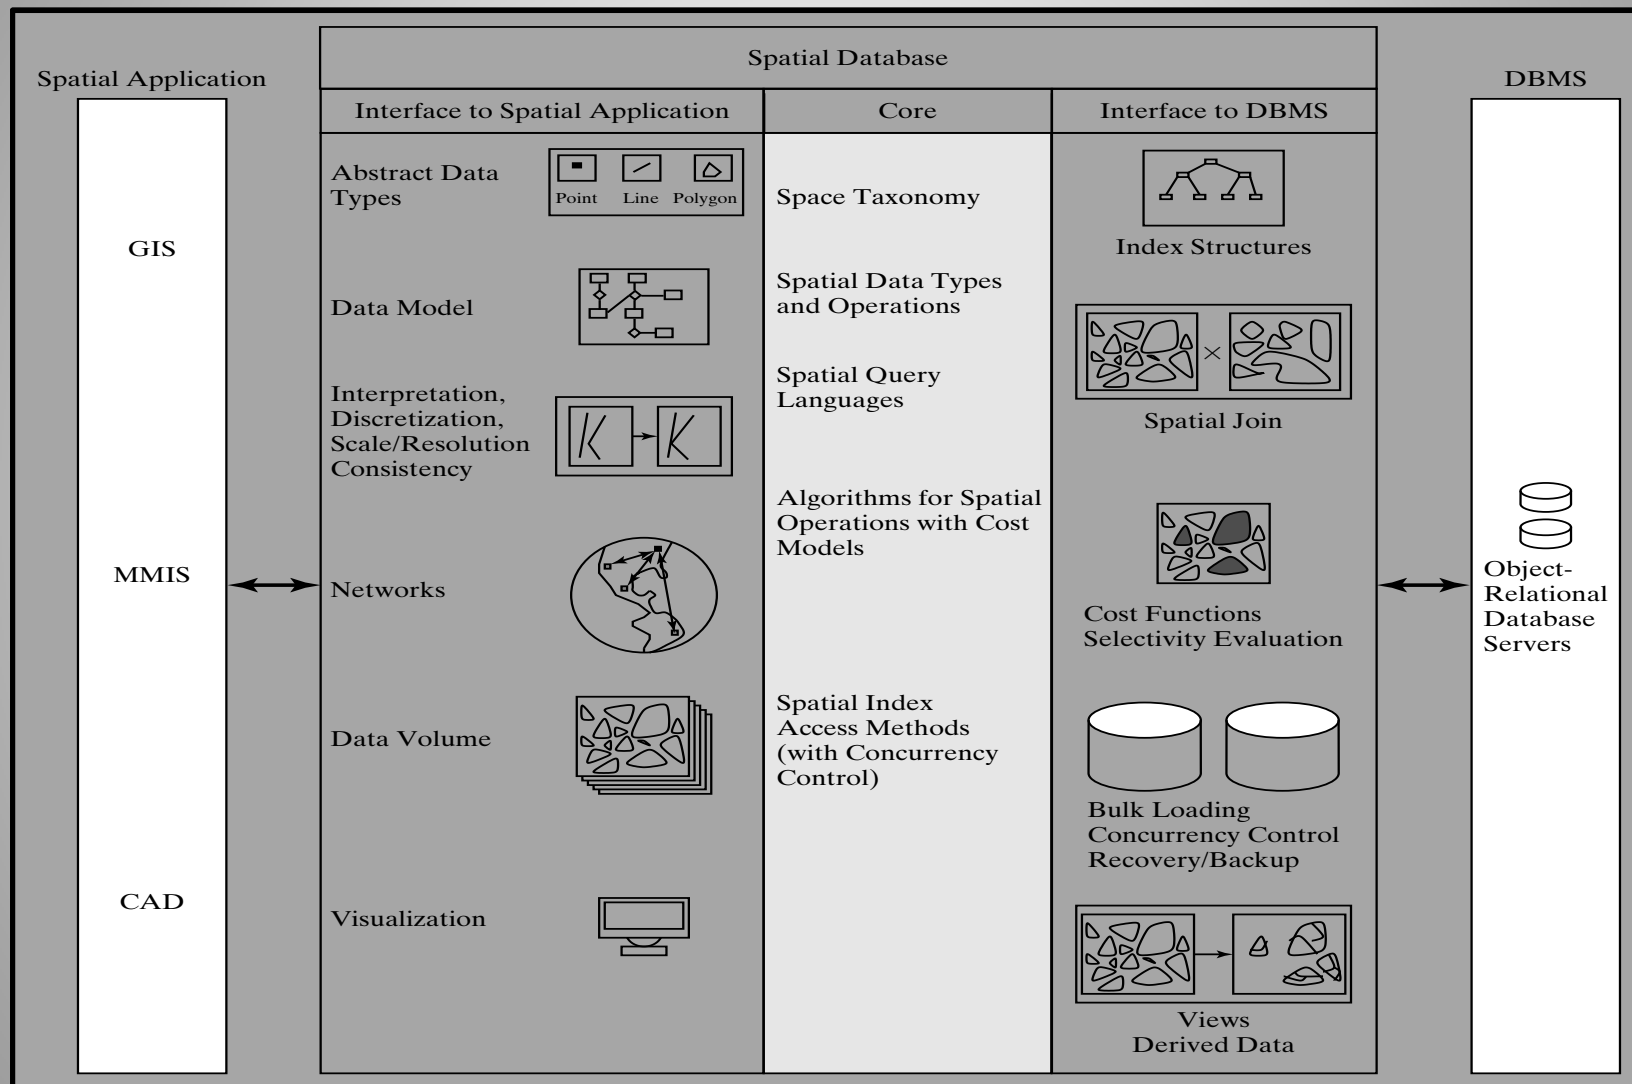 Spatial Application
GIS
MMIS
CAD
Spatial Database
Interface to Spatial Application
Abstract Data
Types
Point Line Polygon
Data Model
Interpretation,
Discretization,
Scale/Resolution
Consistency
Networks
Data Volume
Visualization
Core
Space Taxonomy
Spatial Data Types
and Operations
Spatial Query
Languages
Algorithms for Spatial
Operations with Cost
Models
Spatial Index
Access Methods
(with Concurrency
Control)
Interface to DBMS
Index Structures
×
Spatial Join
Cost Functions
Selectivity Evaluation
Bulk Loading
Concurrency Control
Recovery/Backup
Views
Derived Data
DBMS
Object-
Relational
Database
Servers